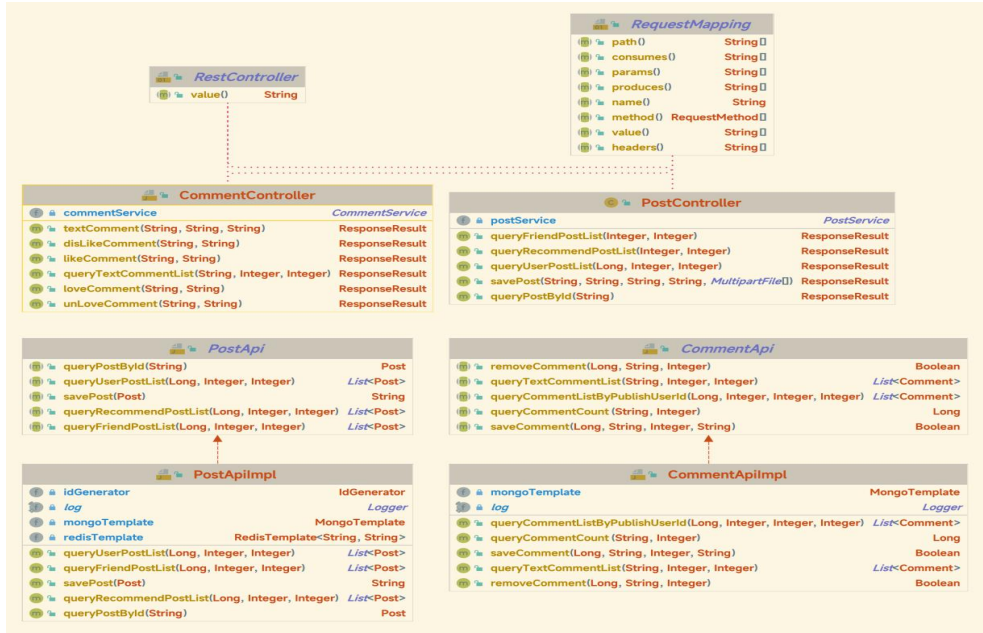 RequestMapping
path() String[]
consumes() String[]
params() String[]
produces() String[]
name() String
method() RequestMethod[]
value() String[]
headers() String[]
RestController
value() String
CommentController
commentService CommentService
textComment(String, String, String) ResponseResult
disLikeComment(String, String) ResponseResult
likeComment(String, String) ResponseResult
queryTextCommentList(String, Integer, Integer) ResponseResult
loveComment(String, String) ResponseResult
unLoveComment(String, String) ResponseResult
PostController
postService PostService
queryFriendPostList(Integer, Integer) ResponseResult
queryRecommendPostList(Integer, Integer) ResponseResult
queryUserPostList(Long, Integer, Integer) ResponseResult
savePost(String, String, String, String, MultipartFile[]) ResponseResult
queryPostById(String) ResponseResult
PostApi
queryPostById(String) Post
queryUserPostList(Long, Integer, Integer) List<Post>
savePost(Post) String
queryRecommendPostList(Long, Integer, Integer) List<Post>
queryFriendPostList(Long, Integer, Integer) List<Post>
CommentApi
removeComment(Long, String, Integer) Boolean
queryTextCommentList(String, Integer, Integer) List<Comment>
queryCommentListByPublishUserId(Long, Integer, Integer, Integer) List<Comment>
queryCommentCount(String, Integer) Long
saveComment(Long, String, Integer, String) Boolean
PostApiImpl
idGenerator IdGenerator
log Logger
mongoTemplate MongoTemplate
redisTemplate RedisTemplate<String, String>
queryUserPostList(Long, Integer, Integer) List<Post>
queryFriendPostList(Long, Integer, Integer) List<Post>
savePost(Post) String
queryRecommendPostList(Long, Integer, Integer) List<Post>
queryPostById(String) Post
CommentApiImpl
mongoTemplate MongoTemplate
log Logger
queryCommentListByPublishUserId(Long, Integer, Integer, Integer) List<Comment>
queryCommentCount(String, Integer) Long
saveComment(Long, String, Integer, String) Boolean
queryTextCommentList(String, Integer, Integer) List<Comment>
removeComment(Long, String, Integer) Boolean